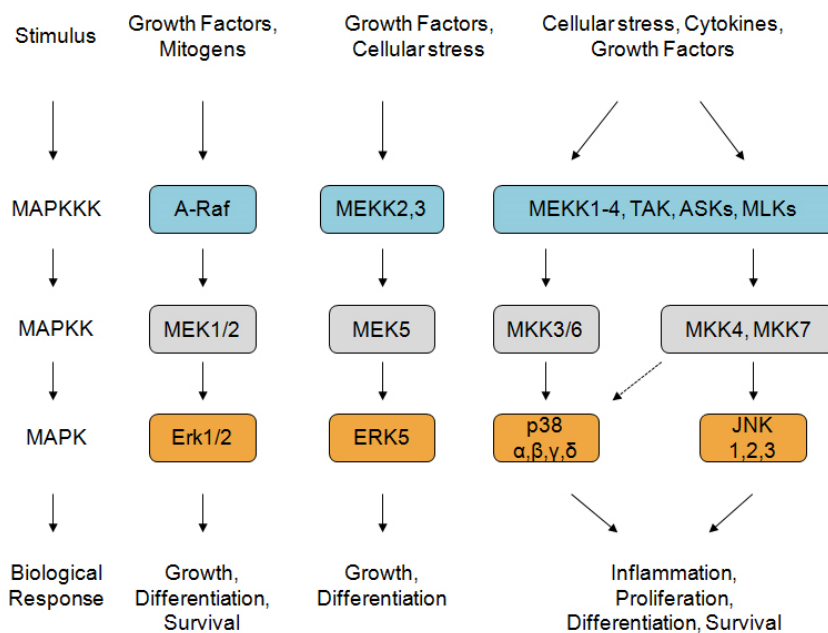 Stimulus
Growth Factors,
Mitogens
Growth Factors,
Cellular stress
Cellular stress, Cytokines,
Growth Factors
MAPKKK
A-Raf
MEKK2,3
MEKK1-4, TAK, ASKs, MLKs
MAPKK
MEK1/2
MEK5
MKK3/6
MKK4, MKK7
MAPK
Erk1/2
ERK5
p38
α,β,γ,δ
JNK
1,2,3
Biological
Response
Growth,
Differentiation,
Survival
Growth,
Differentiation
Inflammation,
Proliferation,
Differentiation, Survival